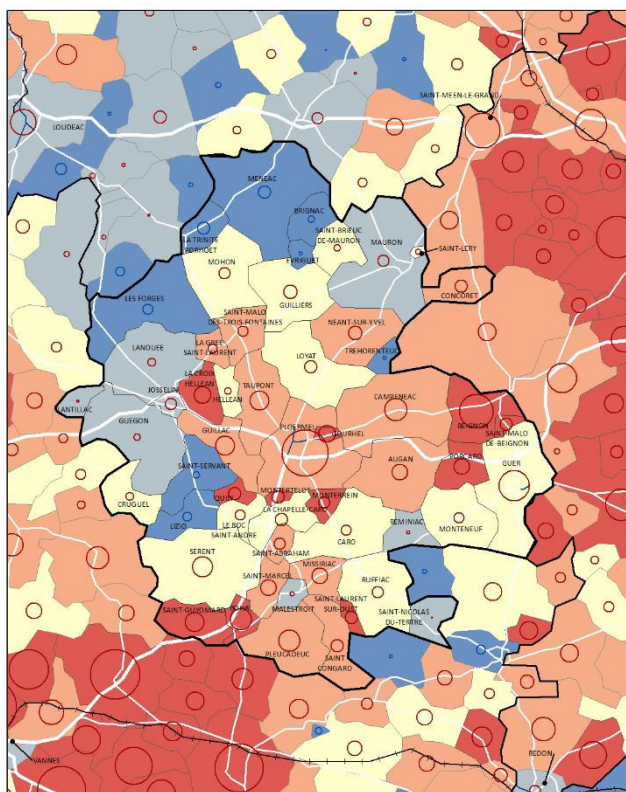 SAINT-MEEN-LE-GRAND
LOUDEAC
MENEAC
BRIGNAC
SAINT-BRIEUC
DE-MAURON
LA TRINITE
PORHOET
EVRIGUET
MAURON
SAINT-LERY
MOHON
CONCORET
GUILLIERS
LES FORGES
SAINT-MALO
DES-TROIS-FONTAINES
NEANT-SUR-YVEL
TREHORENTEUC
LA GREE
SAINT-LAURENT
LANOUEE
LOYAT
LA CROIX
HELLEAN
HELLEAN
TAUPONT
JOSSELIN
LANTILLAC
CAMPENEAC
GUEGON
PLOERMEL
GOURHEL
BEIGNON
SAINT-MALO
DE-BEIGNON
GUILLAC
AUGAN
PORCARO
GUER
SAINT-SERVANT
CRUGUEL
QUILY
MONTERTELOT
MONTERREIN
LA CHAPELLE-CARO
LIZIO
LE ROC
SAINT-ANDRE
CARO
REMINIAC
MONTENEUF
SAINT-ABRAHAM
SERENT
MISSIRIAC
SAINT-MARCEL
RUFFIAC
MALESTROIT
SAINT-LAURENT
SUR-OUST
SAINT-NICOLAS
DU-TERTRE
SAINT-GUYOMARD
BOHAL
PLEUCADEUC
SAINT
CONGARD
VANNES
REDON